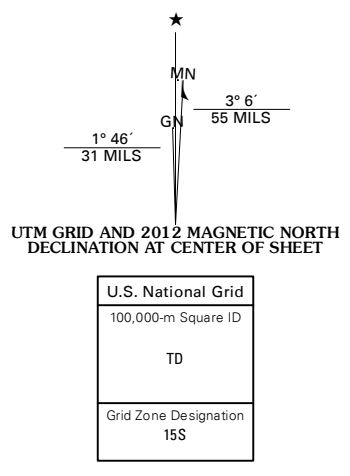 ★
MN
GN
3° 6´
55 MILS
1° 46´
31 MILS
UTM GRID AND 2012 MAGNETIC NORTH
DECLINATION AT CENTER OF SHEET
U.S. National Grid
100,000-m Square ID
TD
Grid Zone Designation
15S